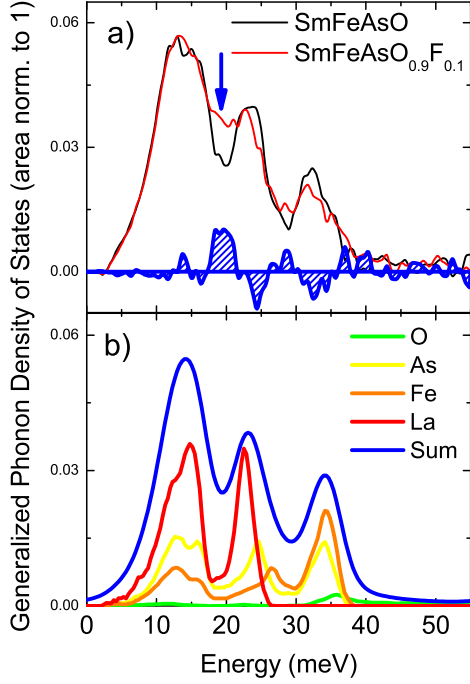 Generalized Phonon Density of States (area norm. to 1)
a)
SmFeAsO
SmFeAsO₀.₉F₀.₁
0.06
0.03
0.00
b)
O
As
Fe
La
Sum
0.06
0.03
0.00
0 10 20 30 40 50
Energy (meV)